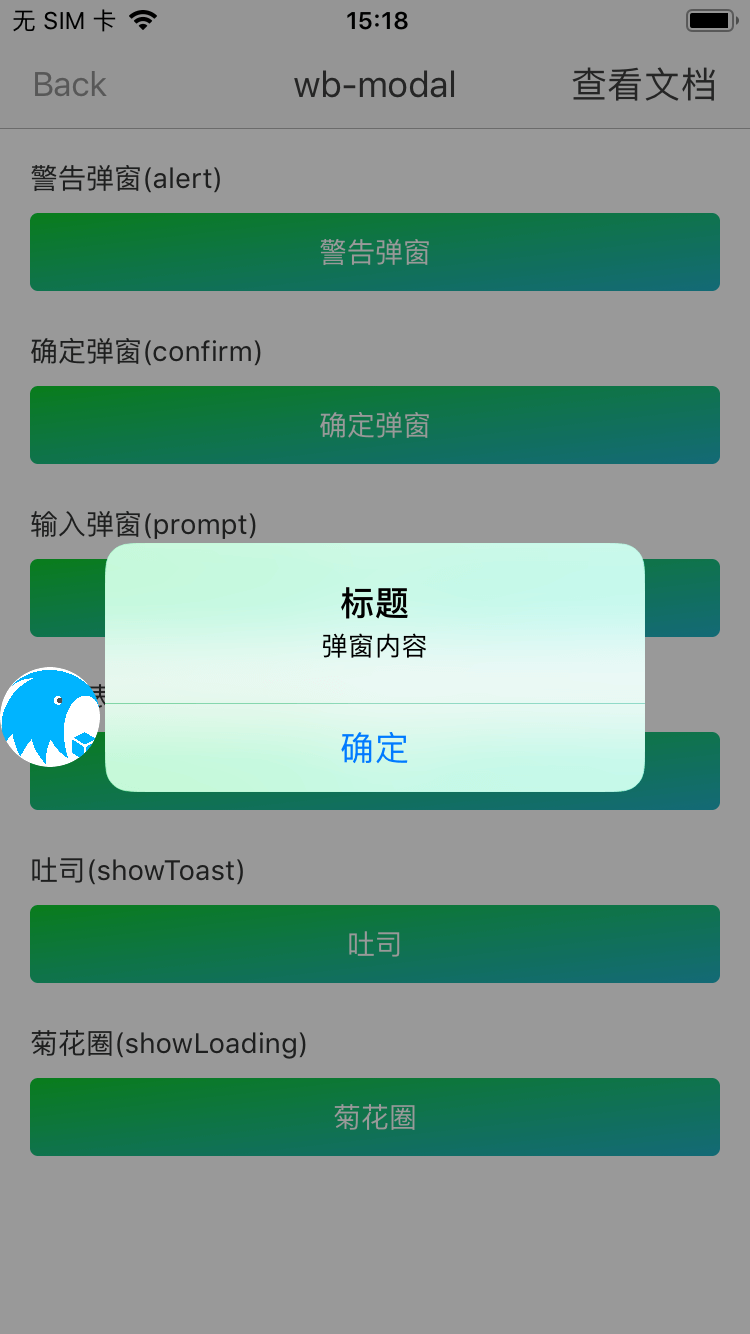 无 SIM 卡 15:18
Back wb-modal 查看文档
警告弹窗(alert)
警告弹窗
确定弹窗(confirm)
确定弹窗
输入弹窗(prompt)
标题
弹窗内容
确定
吐司(showToast)
吐司
菊花圈(showLoading)
菊花圈